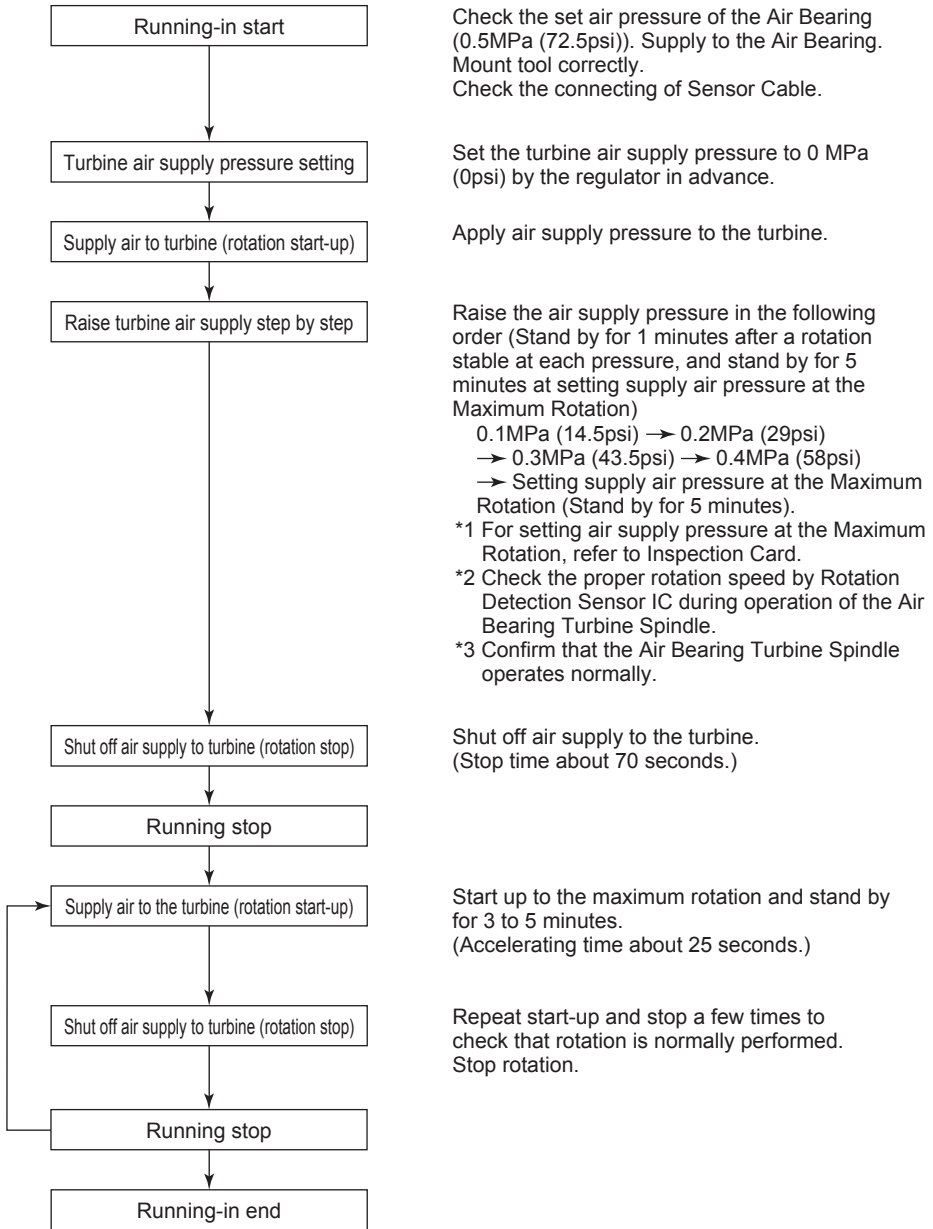 Running-in start
Check the set air pressure of the Air Bearing
(0.5MPa (72.5psi)). Supply to the Air Bearing.
Mount tool correctly.
Check the connecting of Sensor Cable.
Turbine air supply pressure setting
Set the turbine air supply pressure to 0 MPa
(0psi) by the regulator in advance.
Supply air to turbine (rotation start-up)
Apply air supply pressure to the turbine.
Raise turbine air supply step by step
Raise the air supply pressure in the following
order (Stand by for 1 minutes after a rotation
stable at each pressure, and stand by for 5
minutes at setting supply air pressure at the
Maximum Rotation)
0.1MPa (14.5psi) → 0.2MPa (29psi)
→ 0.3MPa (43.5psi) → 0.4MPa (58psi)
→ Setting supply air pressure at the Maximum
Rotation (Stand by for 5 minutes).
*1 For setting air supply pressure at the Maximum
Rotation, refer to Inspection Card.
*2 Check the proper rotation speed by Rotation
Detection Sensor IC during operation of the Air
Bearing Turbine Spindle.
*3 Confirm that the Air Bearing Turbine Spindle
operates normally.
Shut off air supply to turbine (rotation stop)
Shut off air supply to the turbine.
(Stop time about 70 seconds.)
Running stop
Supply air to the turbine (rotation start-up)
Start up to the maximum rotation and stand by
for 3 to 5 minutes.
(Accelerating time about 25 seconds.)
Shut off air supply to turbine (rotation stop)
Repeat start-up and stop a few times to
check that rotation is normally performed.
Stop rotation.
Running stop
Running-in end